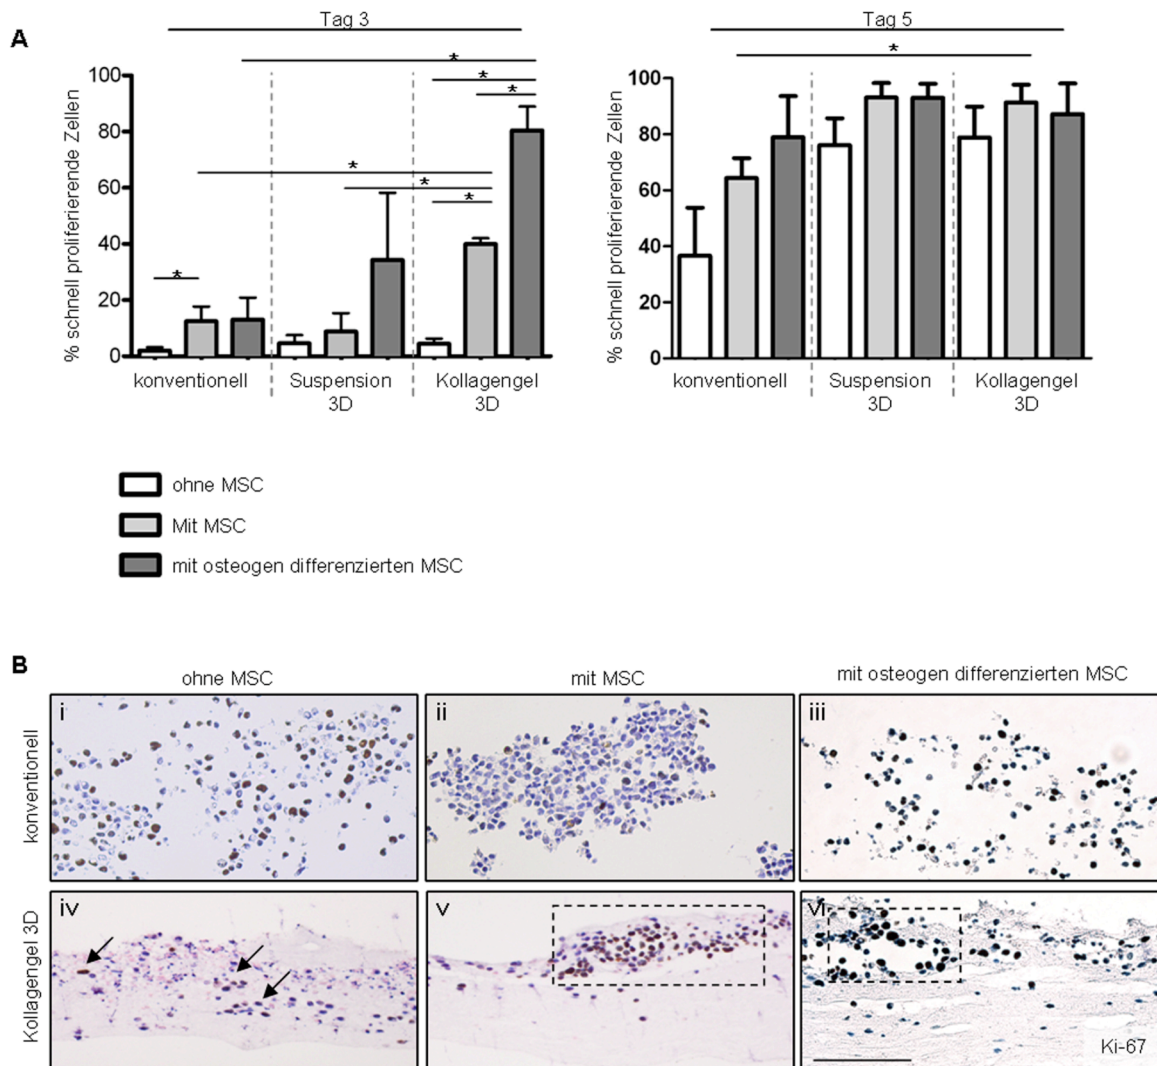 A
Tag 3
Tag 5
% schnell proliferierende Zellen
100
80
60
40
20
0
*
*
*
*
*
*
*
konventionell
Suspension
3D
Kollagengel
3D
% schnell proliferierende Zellen
100
80
60
40
20
0
*
konventionell
Suspension
3D
Kollagengel
3D
ohne MSC
Mit MSC
mit osteogen differenzierten MSC
B
ohne MSC
mit MSC
mit osteogen differenzierten MSC
konventionell
i
ii
iii
Kollagengel 3D
iv
v
vi
Ki-67